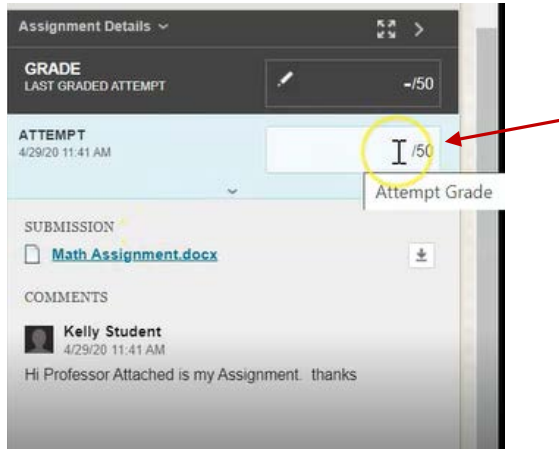 Assignment Details
GRADE
LAST GRADED ATTEMPT
-/50
ATTEMPT
4/29/20 11:41 AM
/50
Attempt Grade
SUBMISSION
Math Assignment.docx
COMMENTS
Kelly Student
4/29/20 11:41 AM
Hi Professor Attached is my Assignment. thanks